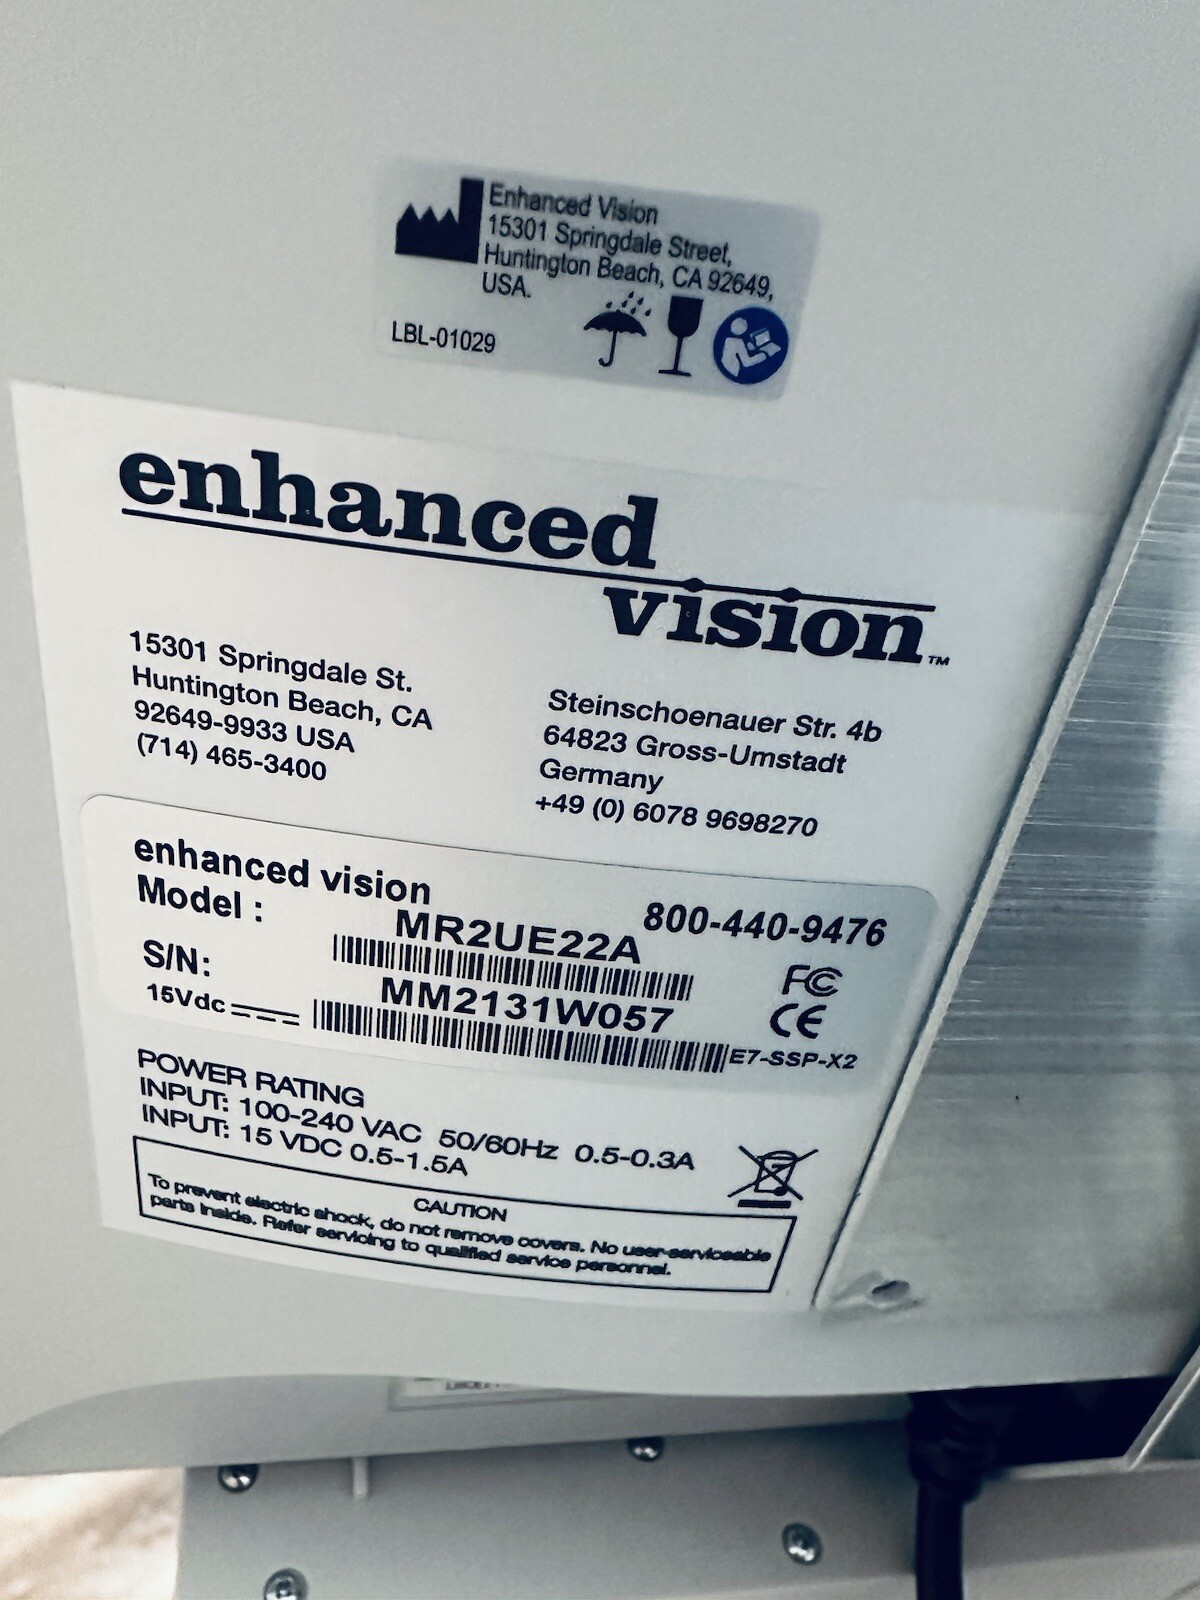 Enhanced Vision
15301 Springdale Street,
Huntington Beach, CA 92649,
USA.
LBL-01029
enhanced
vision™
15301 Springdale St.
Huntington Beach, CA
92649-9933 USA
(714) 465-3400
Steinschoenauer Str. 4b
64823 Gross-Umstadt
Germany
+49 (0) 6078 9698270
enhanced vision
800-440-9476
Model : MR2UE22A
FC
S/N: MM2131W057
CE
15Vdc
E7-SSP-X2
POWER RATING
INPUT: 100-240 VAC 50/60Hz 0.5-0.3A
INPUT: 15 VDC 0.5-1.5A
CAUTION
To prevent electric shock, do not remove covers. No user-serviceable
parts inside. Refer servicing to qualified service personnel.